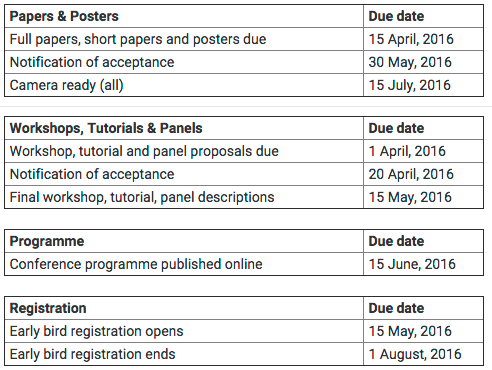 Papers & Posters Due date
Full papers, short papers and posters due 15 April, 2016
Notification of acceptance 30 May, 2016
Camera ready (all) 15 July, 2016
Workshops, Tutorials & Panels Due date
Workshop, tutorial and panel proposals due 1 April, 2016
Notification of acceptance 20 April, 2016
Final workshop, tutorial, panel descriptions 15 May, 2016
Programme Due date
Conference programme published online 15 June, 2016
Registration Due date
Early bird registration opens 15 May, 2016
Early bird registration ends 1 August, 2016